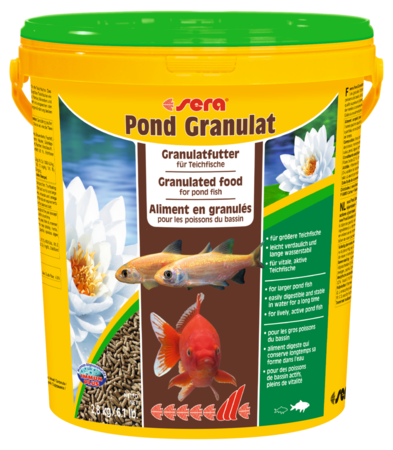 sera
Pond Granulat
Granulatfutter
für Teichfische
Granulated food
for pond fish
Aliment en granulés
pour les poissons du bassin
• für größere Teichfische
• leicht verdaulich und
lange wasserstabil
• für vitale, aktive
Teichfische
• for larger pond fish
• easily digestible and stable
in water for a long time
• for lively, active pond fish
• pour les gros poissons
du bassin
• aliment digeste qui
conserve longtemps sa
forme dans l'eau
• pour des poissons
de bassin actifs,
pleins de vitalité
sera
F
NL